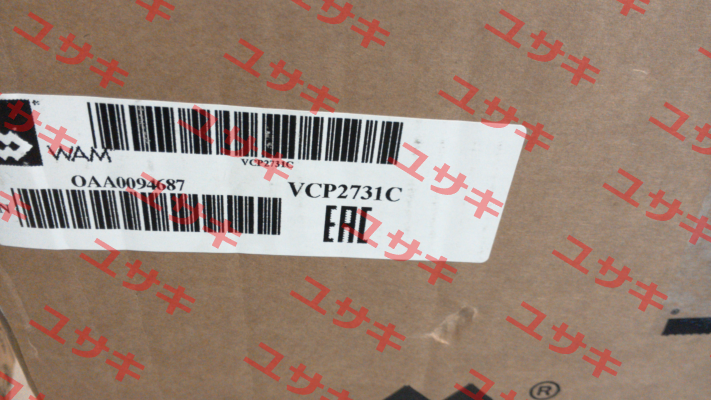 WAM
VCP2731C
OAA0094687
VCP2731C
N
EAC
®
ユサキ